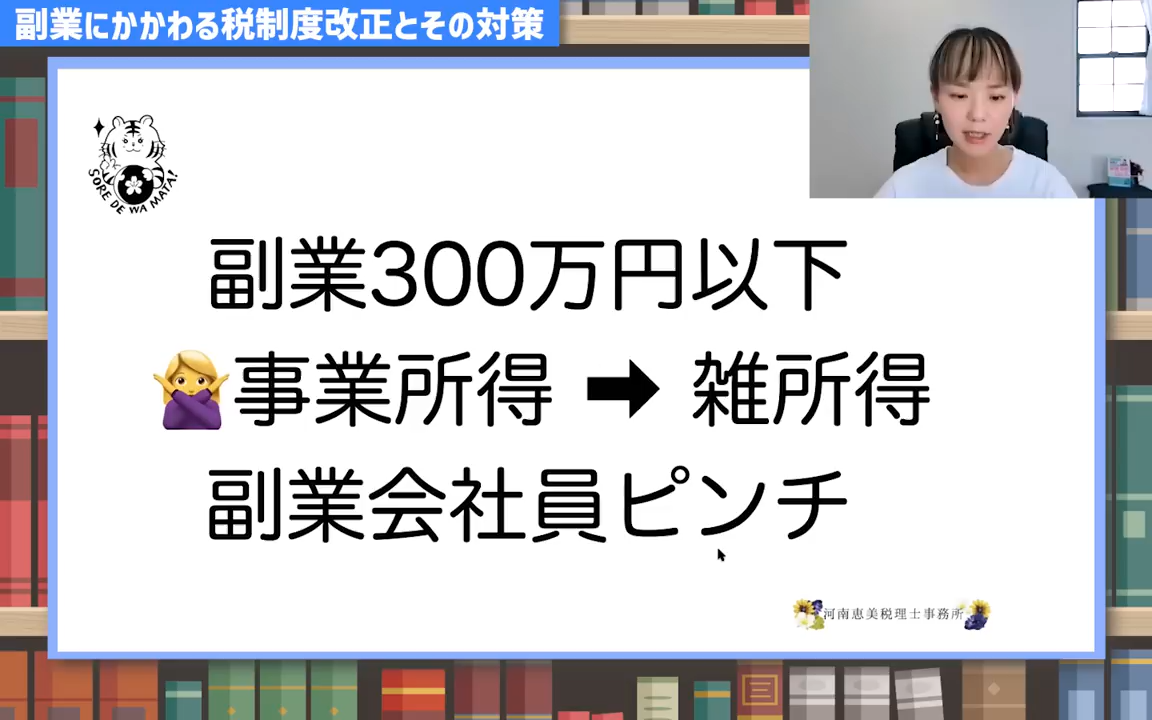 副業にかかわる税制度改正とその対策
SORE DE WA MATA!
副業300万円以下
事業所得 ➡ 雑所得
副業会社員ピンチ
河南恵美税理士事務所